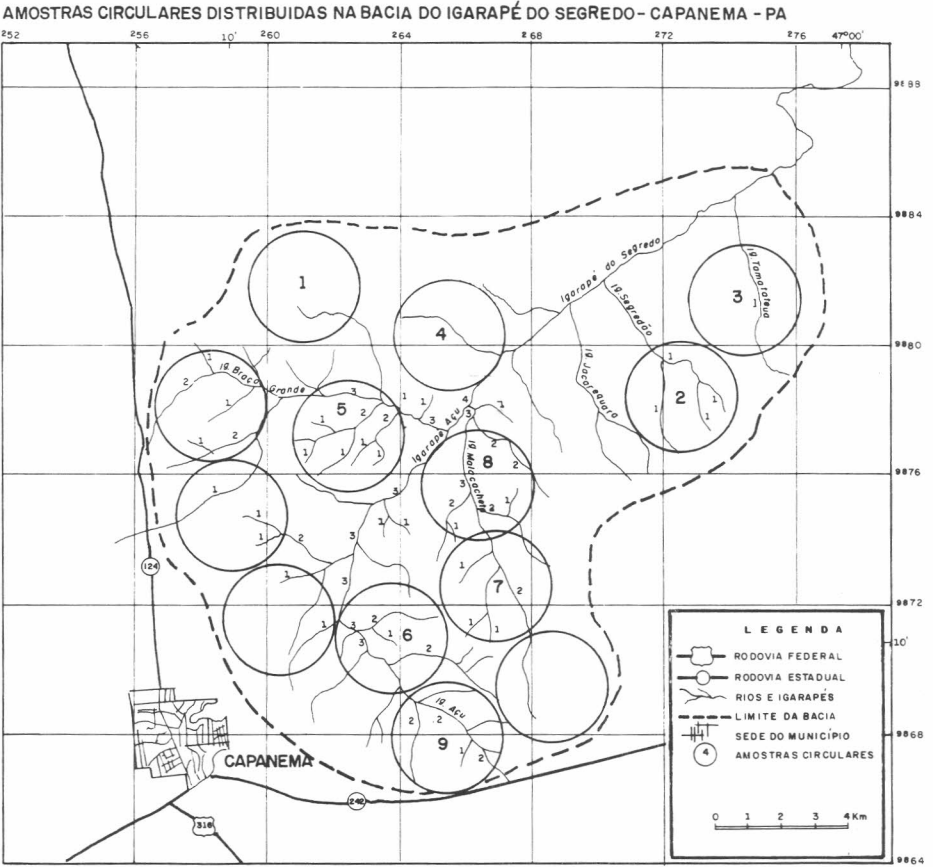 AMOSTRAS CIRCULARES DISTRIBUIDAS NA BACIA DO IGARAPÉ DO SEGREDO - CAPANEMA - PA
252 256 10' 260 264 268 272 276 47°00'
9888
9884
9880
9876
9872
10'
9868
9864
1
4
3
2
5
8
7
6
9
Igarapé do Segredo
Ig. Segredão
Ig. Tamatateua
Ig. Jacarequara
Ig. Braço Grande
Igarapé Açu
Ig. Malacacheta
Ig. Açu
124
242
316
CAPANEMA
LEGENDA
RODOVIA FEDERAL
RODOVIA ESTADUAL
RIOS E IGARAPÉS
LIMITE DA BACIA
SEDE DO MUNICÍPIO
4 AMOSTRAS CIRCULARES
0 1 2 3 4 Km